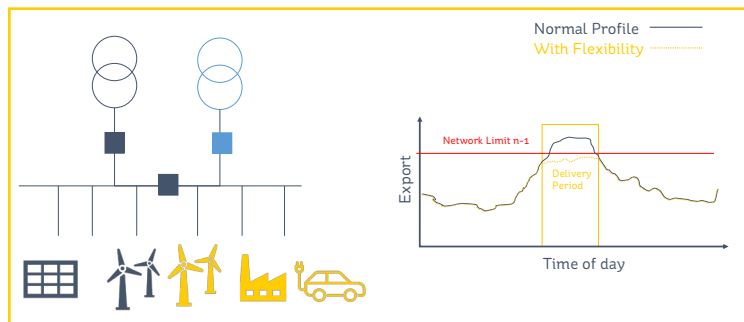 Normal Profile
With Flexibility
Network Limit n-1
Delivery
Period
Export
Time of day